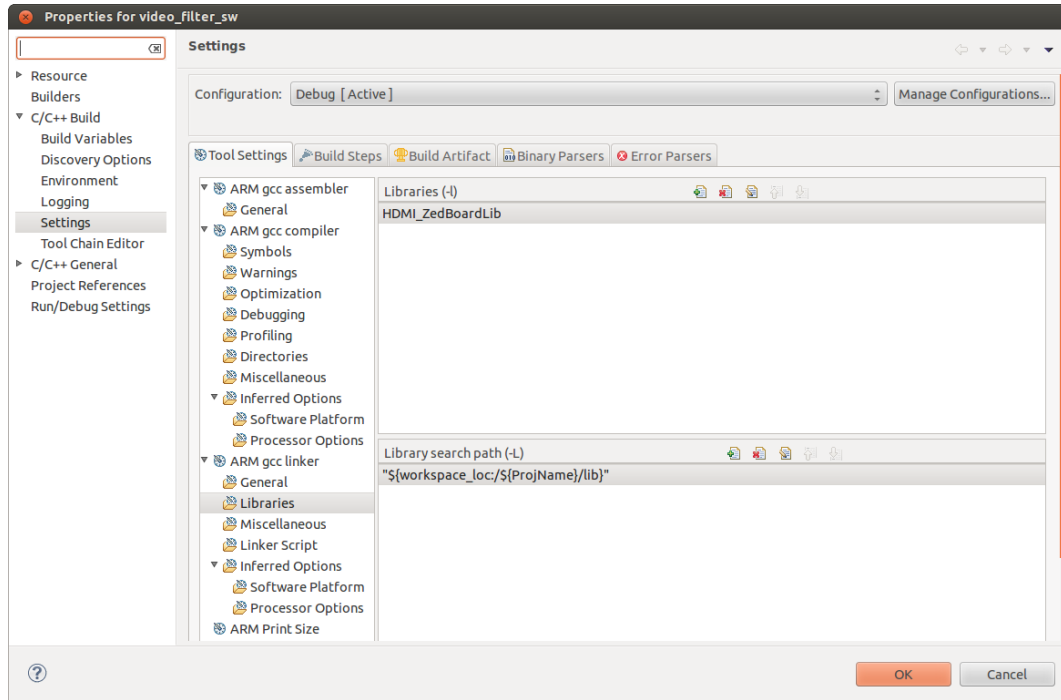 Properties for video_filter_sw
Settings
Resource
Builders
C/C++ Build
Build Variables
Discovery Options
Environment
Logging
Settings
Tool Chain Editor
C/C++ General
Project References
Run/Debug Settings
Configuration: Debug [ Active ] Manage Configurations...
Tool Settings Build Steps Build Artifact Binary Parsers Error Parsers
ARM gcc assembler
General
ARM gcc compiler
Symbols
Warnings
Optimization
Debugging
Profiling
Directories
Miscellaneous
Inferred Options
Software Platform
Processor Options
ARM gcc linker
General
Libraries
Miscellaneous
Linker Script
Inferred Options
Software Platform
Processor Options
ARM Print Size
Libraries (-l)
HDMI_ZedBoardLib
Library search path (-L)
"${workspace_loc:/${ProjName}/lib}"
OK Cancel